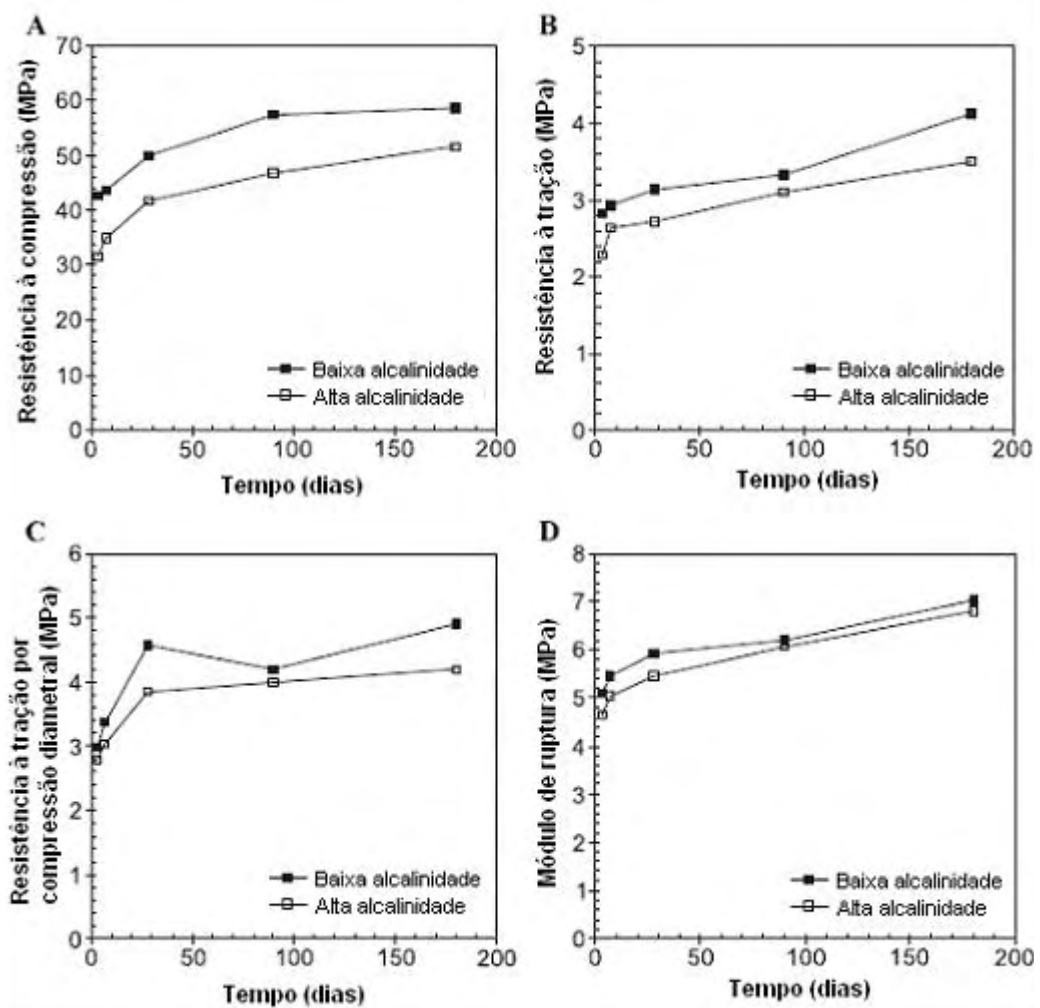 A
Resistência à compressão (MPa)
70
60
50
40
30
20
10
0
Baixa alcalinidade
Alta alcalinidade
0 50 100 150 200
Tempo (dias)
B
Resistência à tração (MPa)
5
4
3
2
1
0
Baixa alcalinidade
Alta alcalinidade
0 50 100 150 200
Tempo (dias)
C
Resistência à tração por
compressão diametral (MPa)
6
5
4
3
2
1
0
Baixa alcalinidade
Alta alcalinidade
0 50 100 150 200
Tempo (dias)
D
Módulo de ruptura (MPa)
8
7
6
5
4
3
2
1
0
Baixa alcalinidade
Alta alcalinidade
0 50 100 150 200
Tempo (dias)